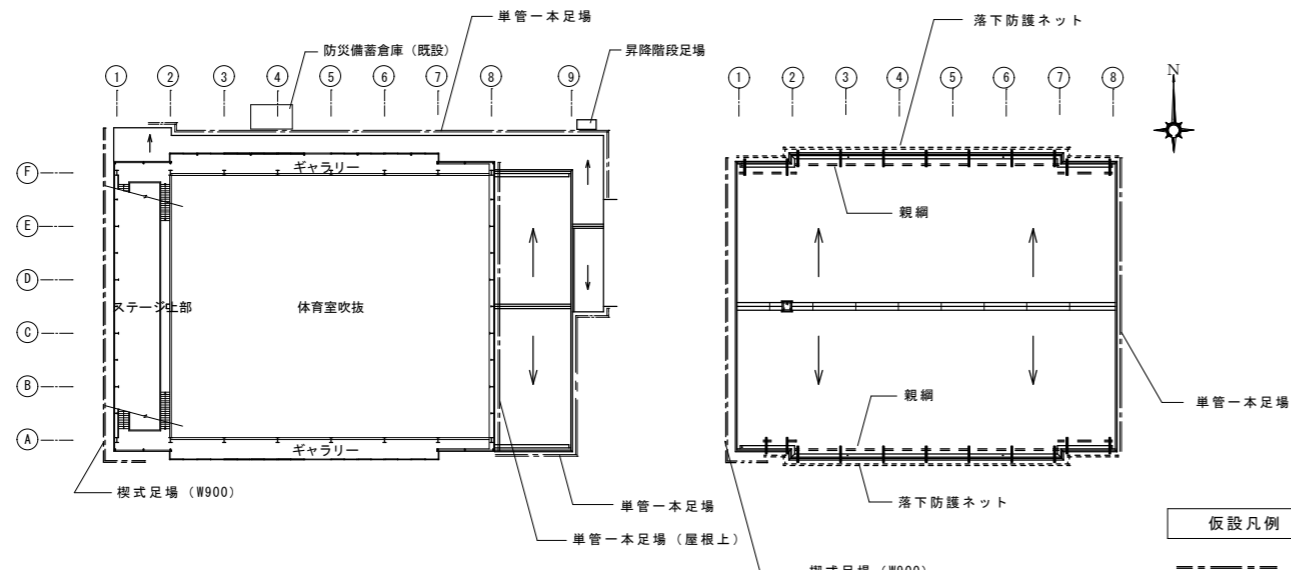 単管一本足場
落下防護ネット
防災備蓄倉庫（既設）
昇降階段足場
1 2 3 4 5 6 7 8 9
1 2 3 4 5 6 7 8
N
F
ギャラリー
親綱
E
D
ステージ上部
体育室吹抜
C
B
親綱
単管一本足場
A
ギャラリー
楔式足場（W900）
単管一本足場
落下防護ネット
単管一本足場（屋根上）
仮設凡例
楔式足場（W900）